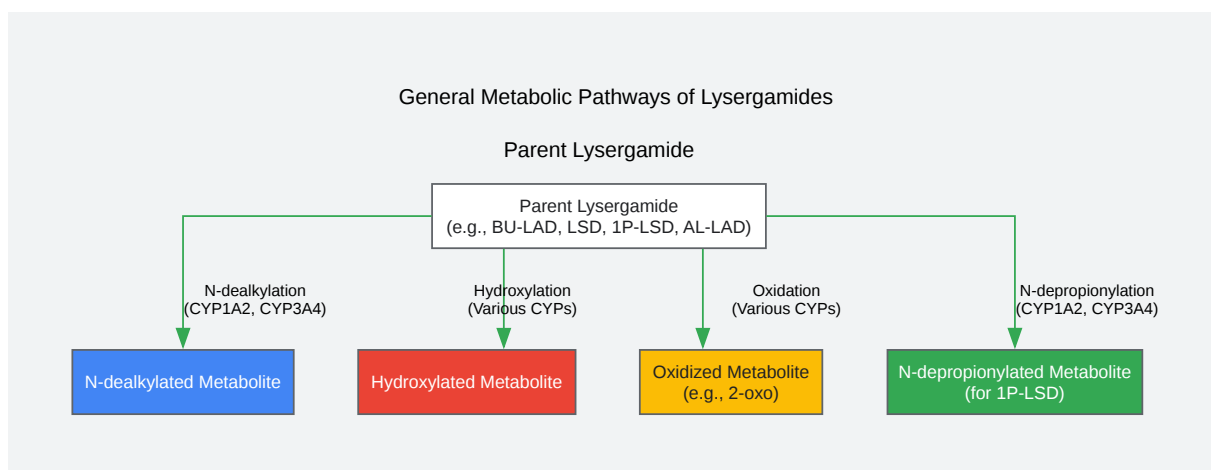 General Metabolic Pathways of Lysergamides
Parent Lysergamide
Parent Lysergamide
(e.g., BU-LAD, LSD, 1P-LSD, AL-LAD)
N-dealkylation
(CYP1A2, CYP3A4)
Hydroxylation
(Various CYPs)
Oxidation
(Various CYPs)
N-depropionylation
(CYP1A2, CYP3A4)
N-dealkylated Metabolite
Hydroxylated Metabolite
Oxidized Metabolite
(e.g., 2-oxo)
N-depropionylated Metabolite
(for 1P-LSD)